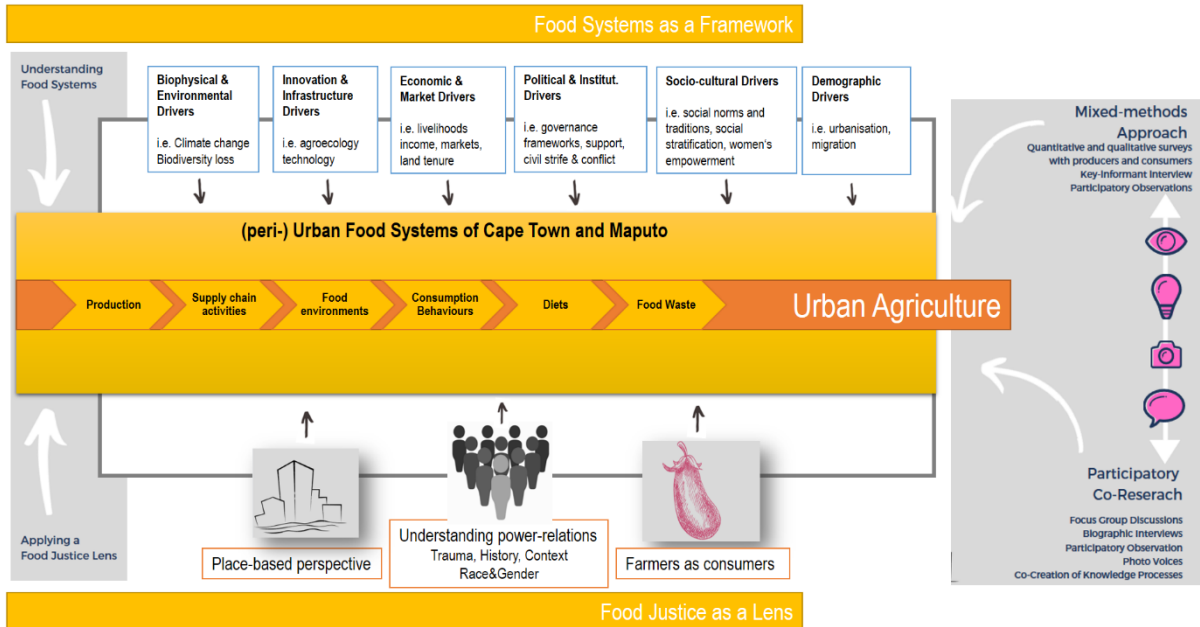 Food Systems as a Framework
Understanding
Food Systems
Biophysical &
Environmental
Drivers
i.e. Climate change
Biodiversity loss
Innovation &
Infrastructure
Drivers
i.e. agroecology
technology
Economic &
Market Drivers
i.e. livelihoods
income, markets,
land tenure
Political & Institut.
Drivers
i.e. governance
frameworks, support,
civil strife & conflict
Socio-cultural Drivers
i.e. social norms and
traditions, social
stratification, women's
empowerment
Demographic
Drivers
i.e. urbanisation,
migration
Mixed-methods
Approach
Quantitative and qualitative surveys
with producers and consumers
Key-informant Interview
Participatory Observations
(peri-) Urban Food Systems of Cape Town and Maputo
Production
Supply chain
activities
Food
environments
Consumption
Behaviours
Diets
Food Waste
Urban Agriculture
Applying a
Food Justice Lens
Place-based perspective
Understanding power-relations
Trauma, History, Context
Race&Gender
Farmers as consumers
Participatory
Co-Reserach
Focus Group Discussions
Biographic Interviews
Participatory Observation
Photo Voices
Co-Creation of Knowledge Processes
Food Justice as a Lens